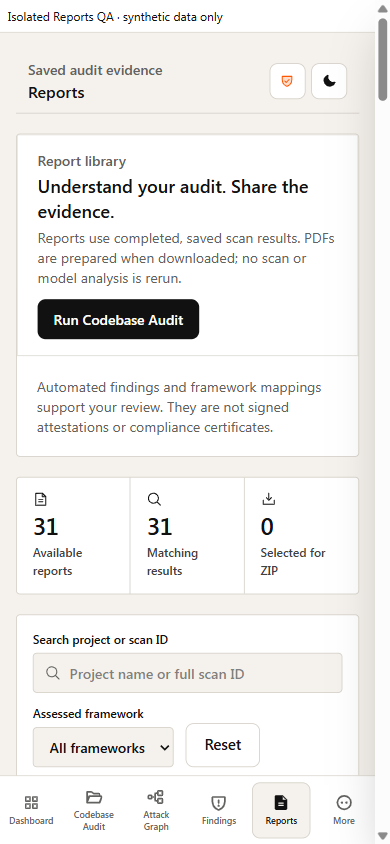 Isolated Reports QA · synthetic data only
Saved audit evidence
Reports
Report library
Understand your audit. Share the
evidence.
Reports use completed, saved scan results. PDFs
are prepared when downloaded; no scan or
model analysis is rerun.
Run Codebase Audit
Automated findings and framework mappings
support your review. They are not signed
attestations or compliance certificates.
31
Available
reports
31
Matching
results
0
Selected for
ZIP
Search project or scan ID
Project name or full scan ID
Assessed framework
All frameworks
Reset
Dashboard
Codebase
Audit
Attack
Graph
Findings
Reports
More